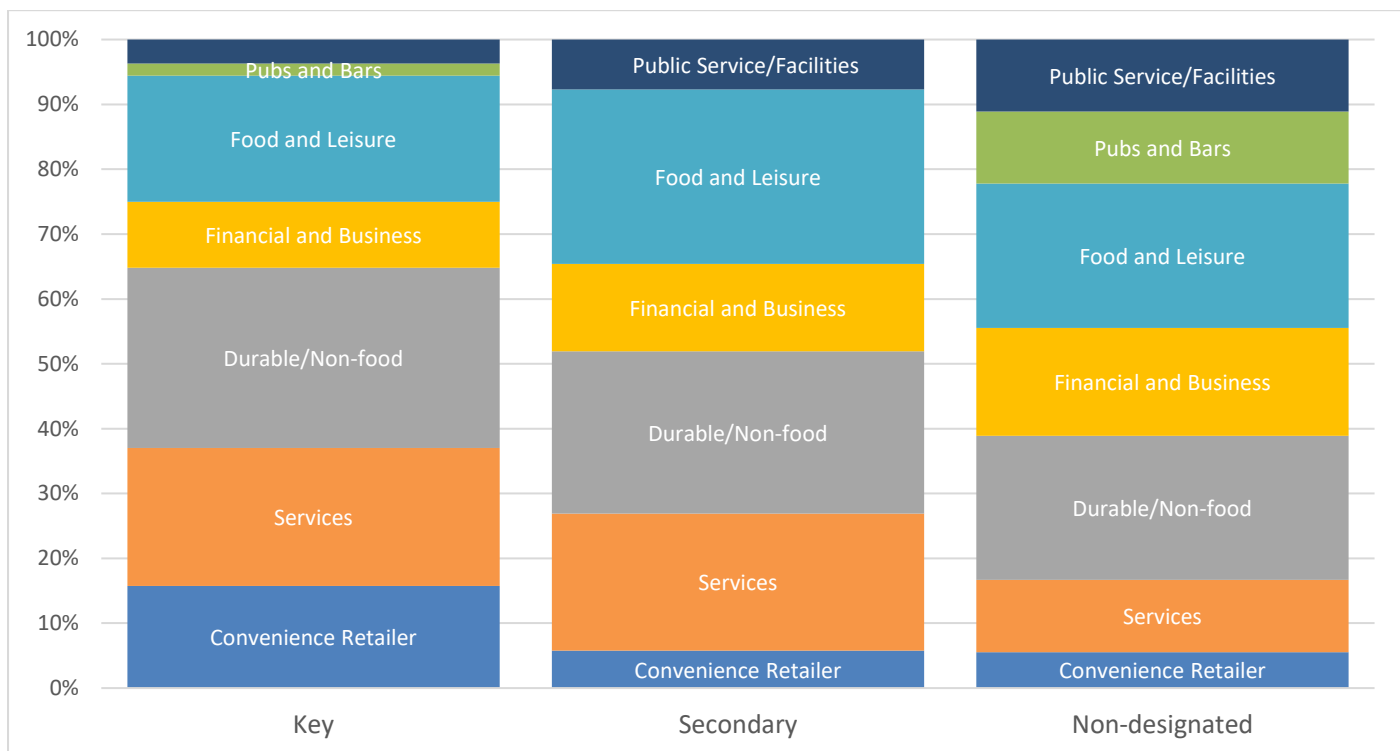 100%
90%
80%
70%
60%
50%
40%
30%
20%
10%
0%
Pubs and Bars
Food and Leisure
Financial and Business
Durable/Non-food
Services
Convenience Retailer
Public Service/Facilities
Food and Leisure
Financial and Business
Durable/Non-food
Services
Convenience Retailer
Public Service/Facilities
Pubs and Bars
Food and Leisure
Financial and Business
Durable/Non-food
Services
Convenience Retailer
Key
Secondary
Non-designated